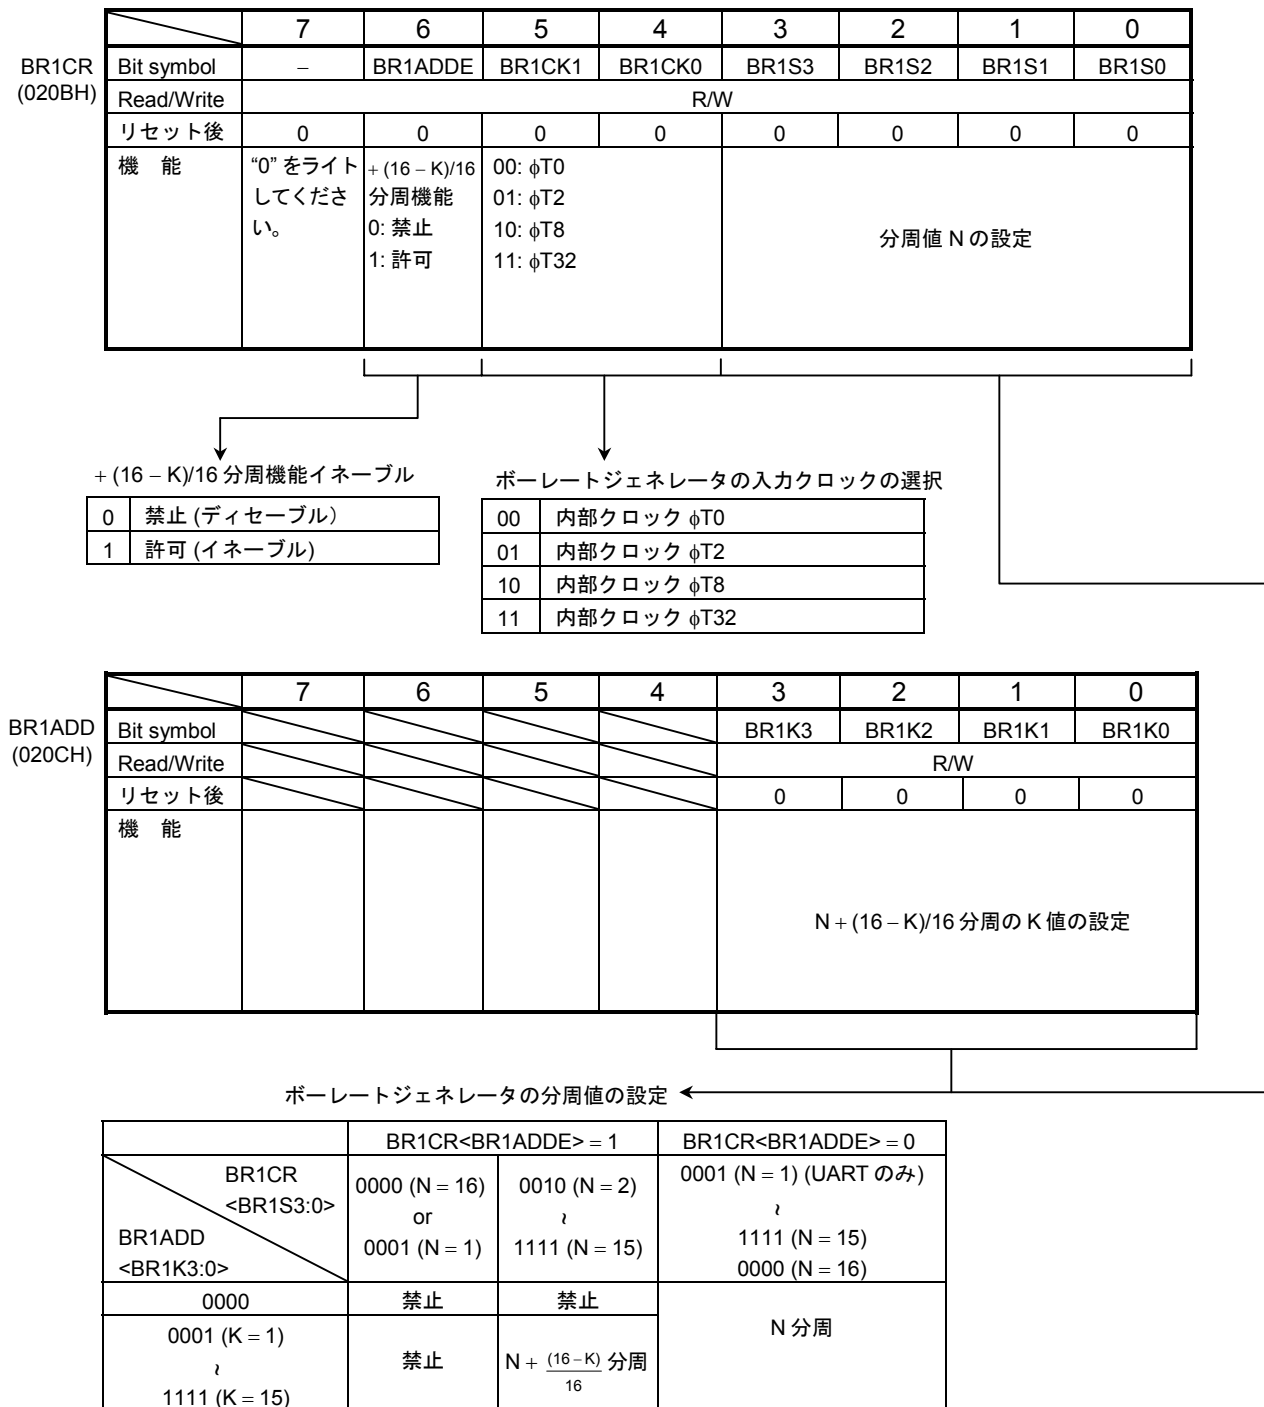 7 6 5 4 3 2 1 0
BR1CR
(020BH)
Bit symbol – BR1ADDE BR1CK1 BR1CK0 BR1S3 BR1S2 BR1S1 BR1S0
Read/Write R/W
リセット後 0 0 0 0 0 0 0 0
機 能
“0” をライト
してくださ
い。
+ (16 – K)/16
分周機能
0: 禁止
1: 許可
00: ϕT0
01: ϕT2
10: ϕT8
11: ϕT32
分周値 N の設定
+ (16 – K)/16 分周機能イネーブル
0 禁止 (ディセーブル)
1 許可 (イネーブル)
ボーレートジェネレータの入力クロックの選択
00 内部クロック ϕT0
01 内部クロック ϕT2
10 内部クロック ϕT8
11 内部クロック ϕT32
7 6 5 4 3 2 1 0
BR1ADD
(020CH)
Bit symbol BR1K3 BR1K2 BR1K1 BR1K0
Read/Write R/W
リセット後 0 0 0 0
機 能
N + (16 – K)/16 分周の K 値の設定
ボーレートジェネレータの分周値の設定
BR1CR<BR1ADDE> = 1 BR1CR<BR1ADDE> = 0
BR1CR
<BR1S3:0>
BR1ADD
<BR1K3:0>
0000 (N = 16)
or
0001 (N = 1)
0010 (N = 2)
~
1111 (N = 15)
0001 (N = 1) (UART のみ)
~
1111 (N = 15)
0000 (N = 16)
0000 禁止 禁止
N 分周
0001 (K = 1)
~
1111 (K = 15)
禁止
N + (16 – K)/16 分周